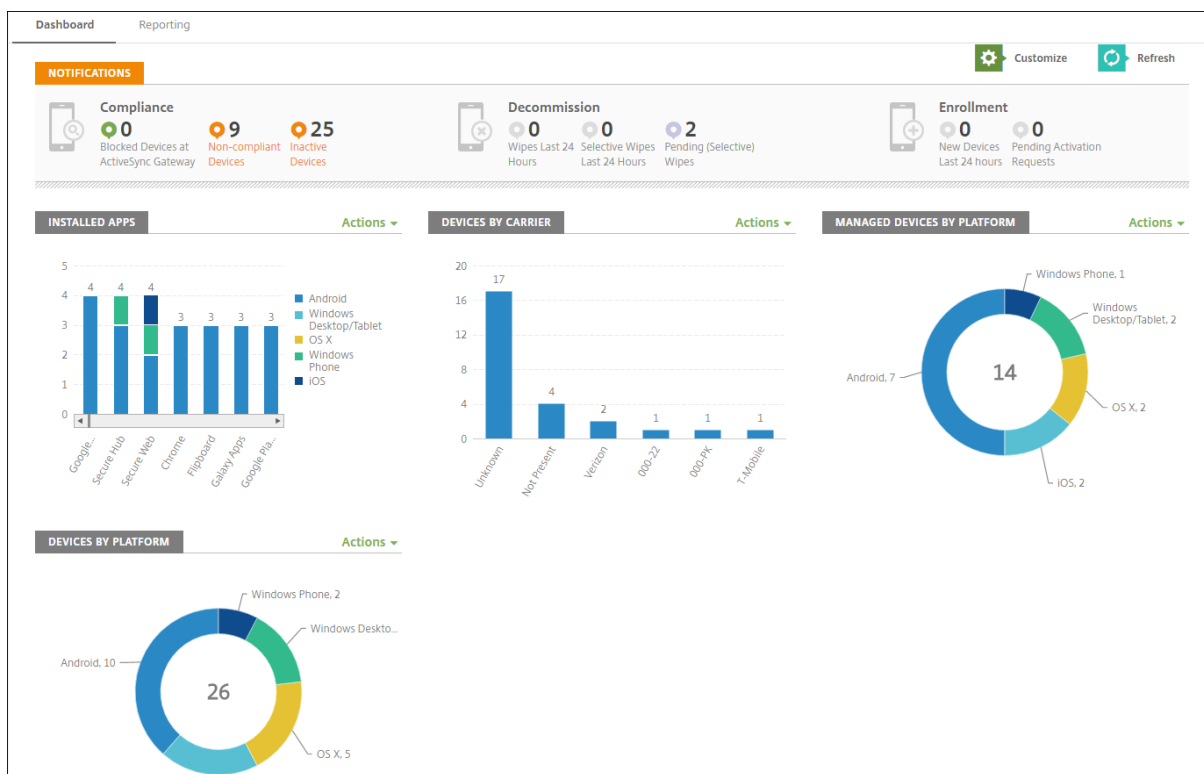 Dashboard Reporting
Customize Refresh
NOTIFICATIONS
Compliance
0 9 25
Blocked Devices at Non-compliant Inactive
ActiveSync Gateway Devices Devices
Decommission
0 0 2
Wipes Last 24 Selective Wipes Pending (Selective)
Hours Last 24 Hours Wipes
Enrollment
0 0
New Devices Pending Activation
Last 24 hours Requests
INSTALLED APPS Actions
5
4
3
2
1
0
4 4 4 3 3 3 3
Google...
Secure Hub
Secure Web
Chrome
Flipboard
Galaxy Apps
Google Pla...
Android
Windows
Desktop/Tablet
OS X
Windows
Phone
iOS
DEVICES BY CARRIER Actions
20
16
12
8
4
0
17 4 2 1 1 1
Unknown
Not Present
Verizon
000-22
000-PK
T-Mobile
MANAGED DEVICES BY PLATFORM Actions
Windows Phone, 1
Windows
Desktop/Tablet, 2
Android, 7
14
OS X, 2
iOS, 2
DEVICES BY PLATFORM Actions
Windows Phone, 2
Windows Deskto...
Android, 10
26
OS X, 5